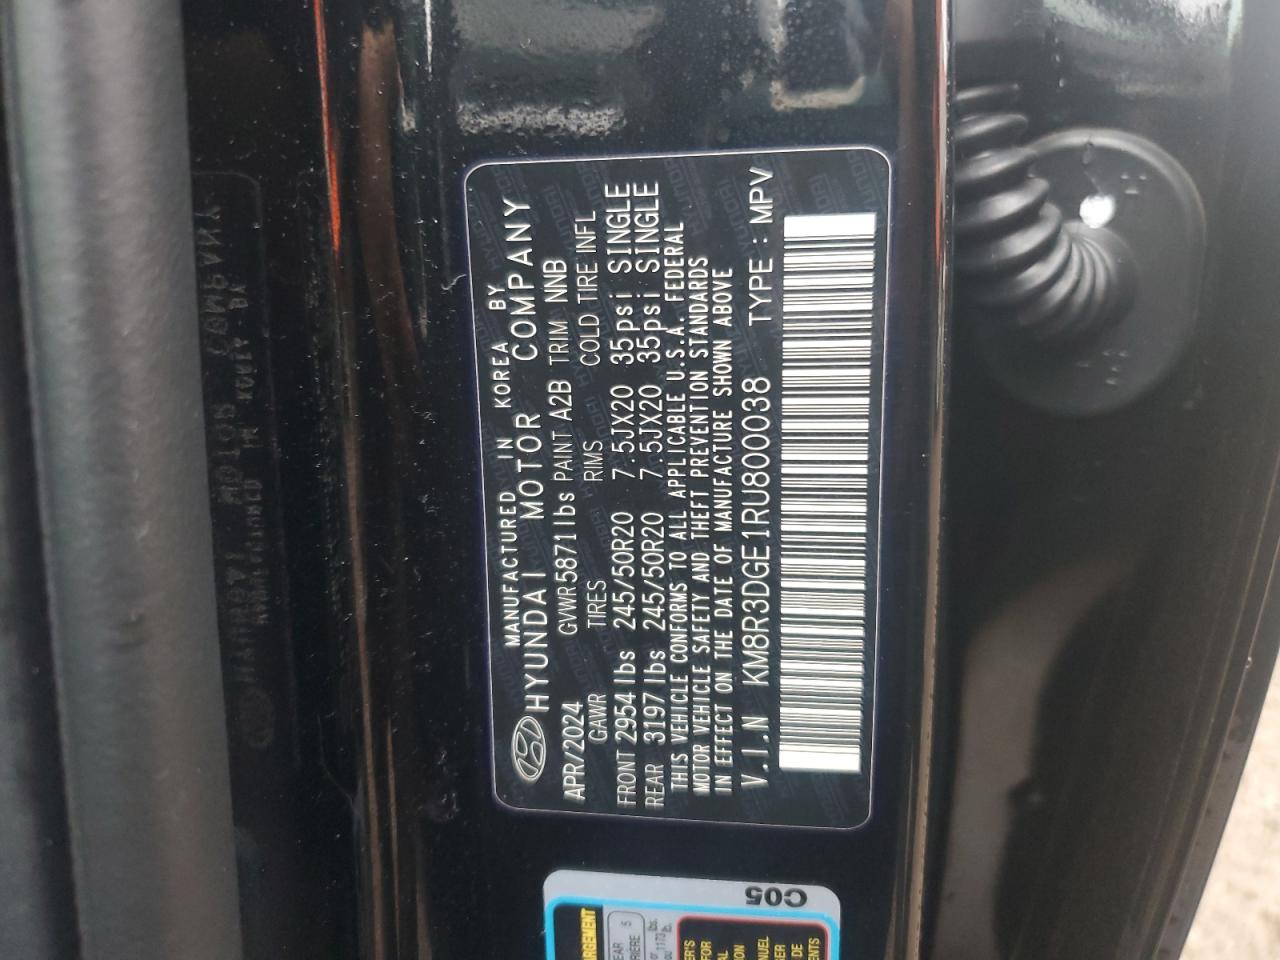 MANUFACTURED IN KOREA BY
HYUNDAI MOTOR COMPANY
APR/2024 GVWR 5871lbs PAINT A2B TRIM NNB
GAWR TIRES RIMS COLD TIRE INFL
FRONT 2954lbs 245/50R20 7.5JX20 35psi SINGLE
REAR 3197lbs 245/50R20 7.5JX20 35psi SINGLE
THIS VEHICLE CONFORMS TO ALL APPLICABLE U.S.A. FEDERAL
MOTOR VEHICLE SAFETY AND THEFT PREVENTION STANDARDS
IN EFFECT ON THE DATE OF MANUFACTURE SHOWN ABOVE
V.I.N KM8R3DGE1RU800038 TYPE : MPV
C05